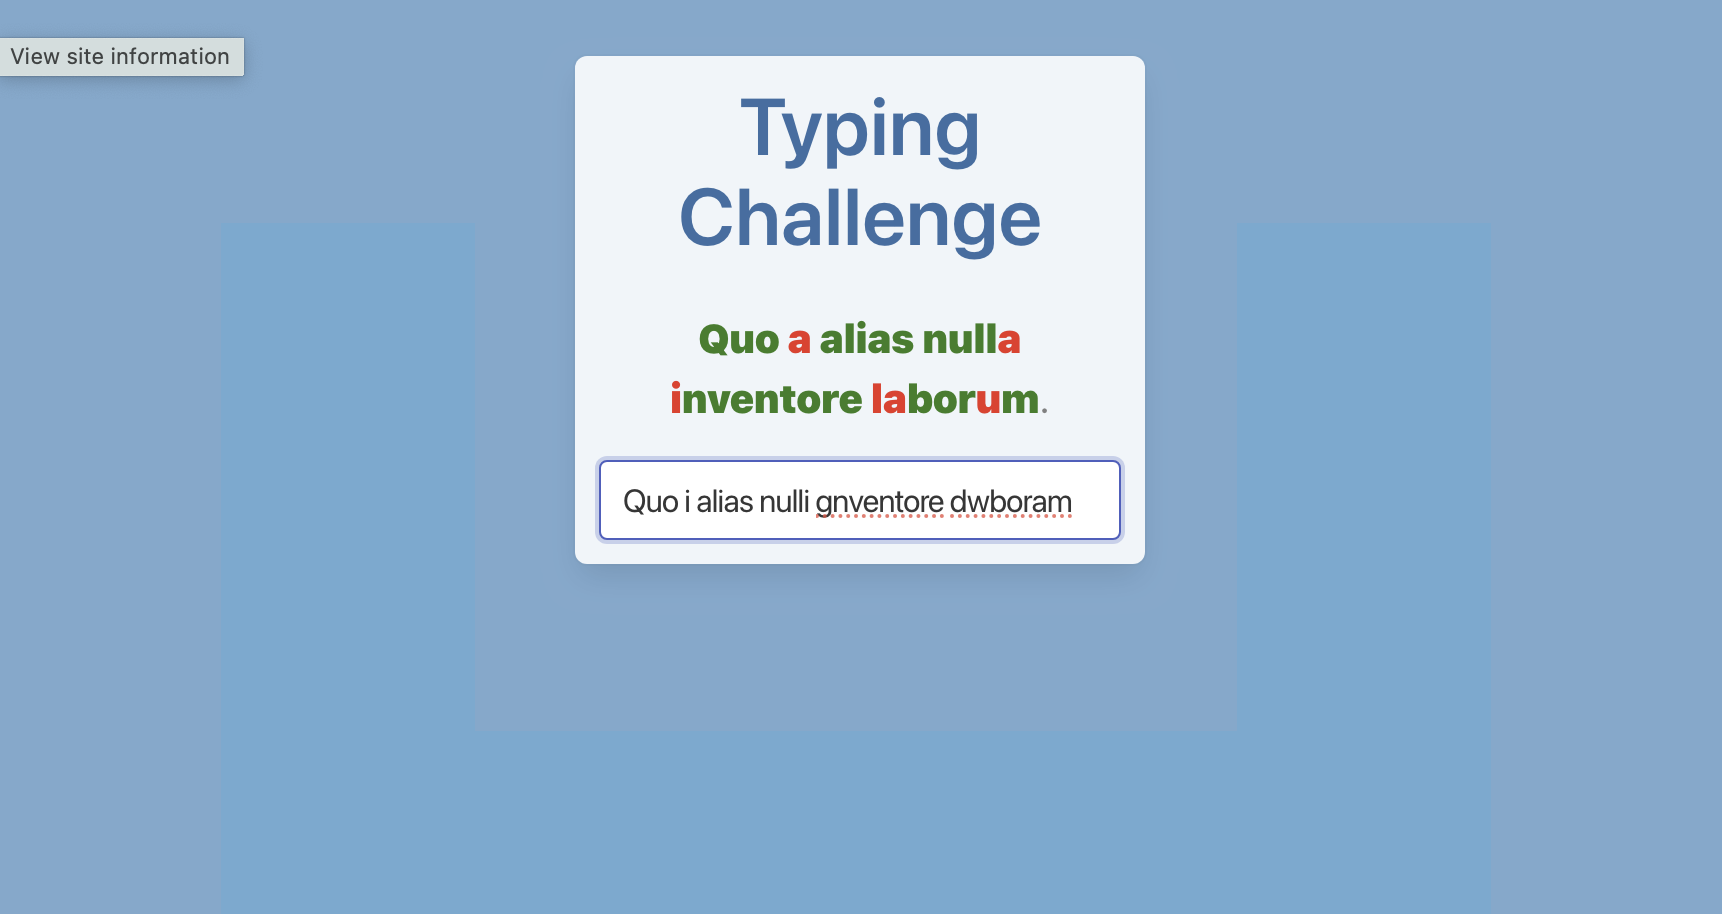 View site information
Typing
Challenge
Quo a alias nulla
inventore laborum.
Quo i alias nulli gnventore dwboram